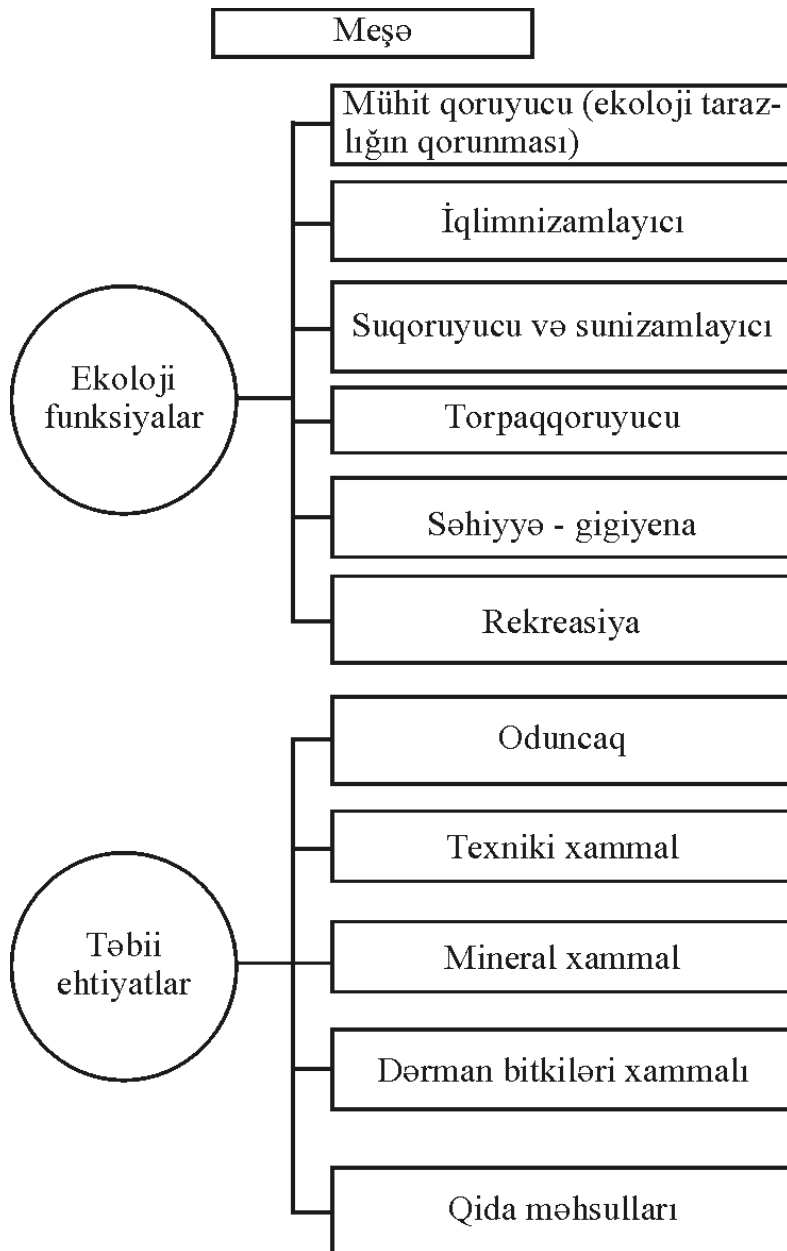 Meşə
Mühit qoruyucu (ekoloji taraz-
lığın qorunması)
İqlimnizamlayıcı
Suqoruyucu və sunizamlayıcı
Ekoloji
funksiyalar
Torpaqqoruyucu
Səhiyyə - gigiyena
Rekreasiya
Oduncaq
Texniki xammal
Təbii
ehtiyatlar
Mineral xammal
Dərman bitkiləri xammalı
Qida məhsulları